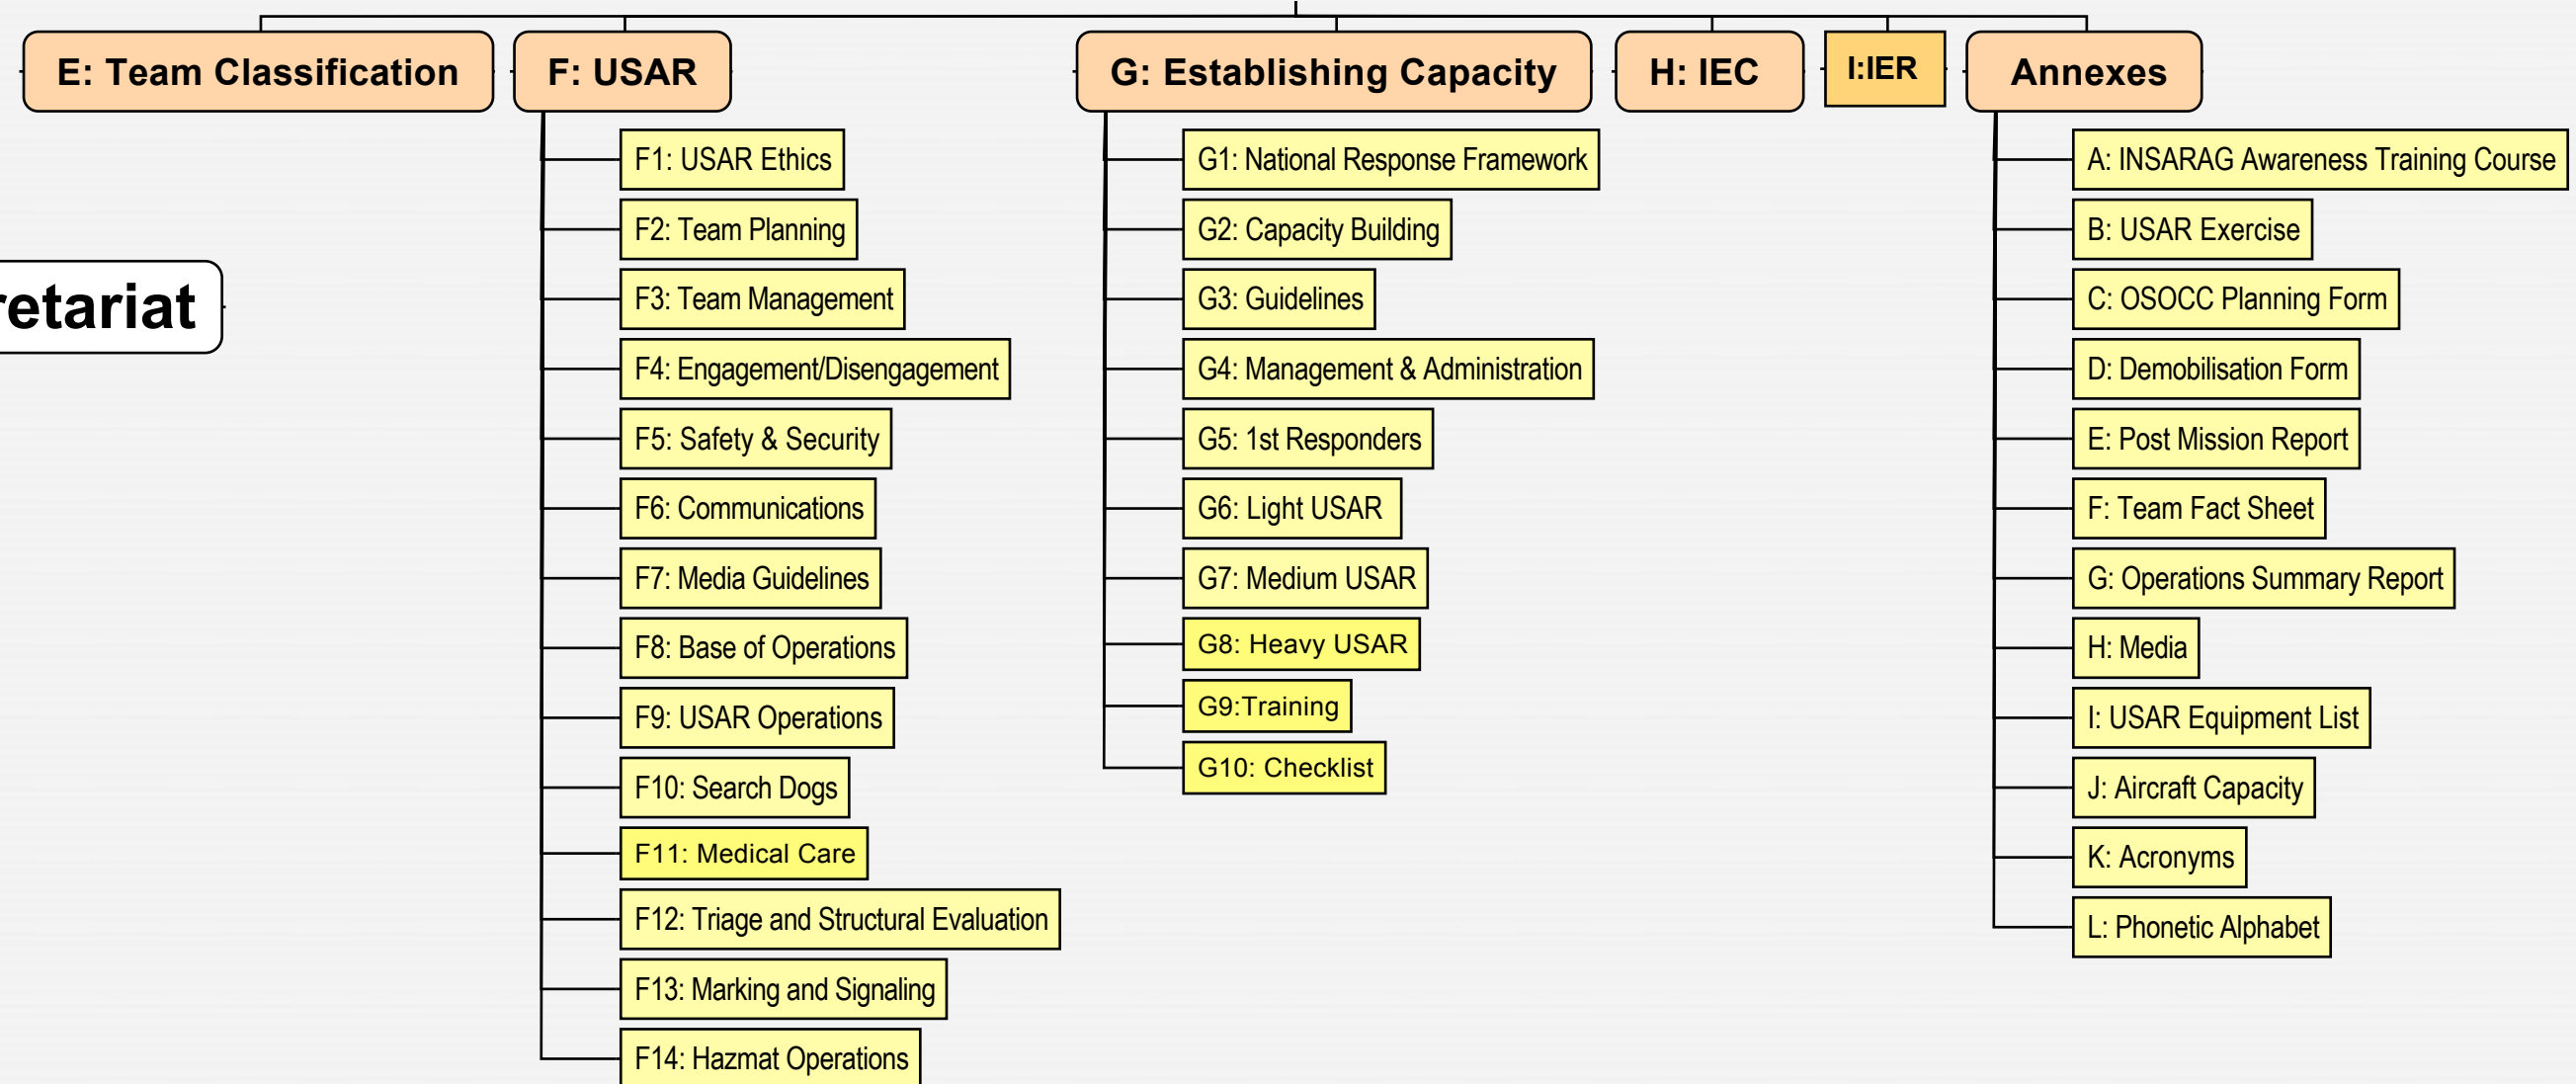 E: Team Classification
F: USAR
G: Establishing Capacity
H: IEC
I:IER
Annexes
F1: USAR Ethics
F2: Team Planning
F3: Team Management
F4: Engagement/Disengagement
F5: Safety & Security
F6: Communications
F7: Media Guidelines
F8: Base of Operations
F9: USAR Operations
F10: Search Dogs
F11: Medical Care
F12: Triage and Structural Evaluation
F13: Marking and Signaling
F14: Hazmat Operations
G1: National Response Framework
G2: Capacity Building
G3: Guidelines
G4: Management & Administration
G5: 1st Responders
G6: Light USAR
G7: Medium USAR
G8: Heavy USAR
G9:Training
G10: Checklist
A: INSARAG Awareness Training Course
B: USAR Exercise
C: OSOCC Planning Form
D: Demobilisation Form
E: Post Mission Report
F: Team Fact Sheet
G: Operations Summary Report
H: Media
I: USAR Equipment List
J: Aircraft Capacity
K: Acronyms
L: Phonetic Alphabet
retariat